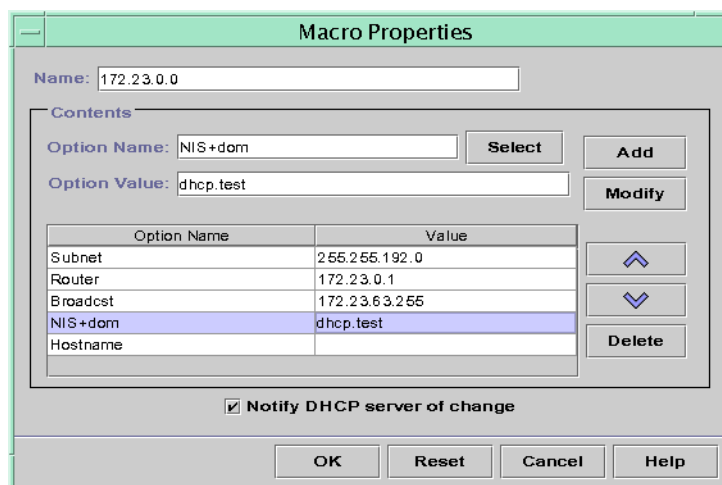 Macro Properties
Name: 172.23.0.0
Contents
Option Name: NIS+dom Select Add
Option Value: dhcp.test Modify
Option Name Value
Subnet 255.255.192.0
Router 172.23.0.1
Broadcst 172.23.63.255
NIS+dom dhcp.test
Hostname Delete
Notify DHCP server of change
OK Reset Cancel Help